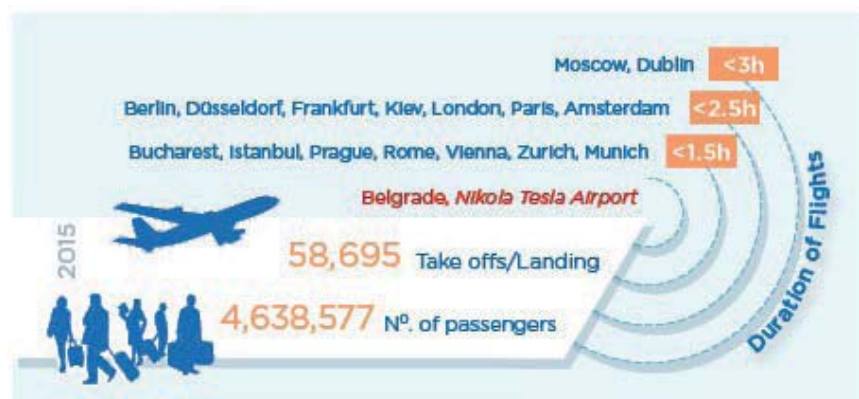 Moscow, Dublin <3h
Berlin, Düsseldorf, Frankfurt, Kiev, London, Paris, Amsterdam <2.5h
Bucharest, Istanbul, Prague, Rome, Vienna, Zurich, Munich <1.5h
Belgrade, Nikola Tesla Airport
Duration of Flights
2015
58,695 Take offs/Landing
4,638,577 Nº. of passengers